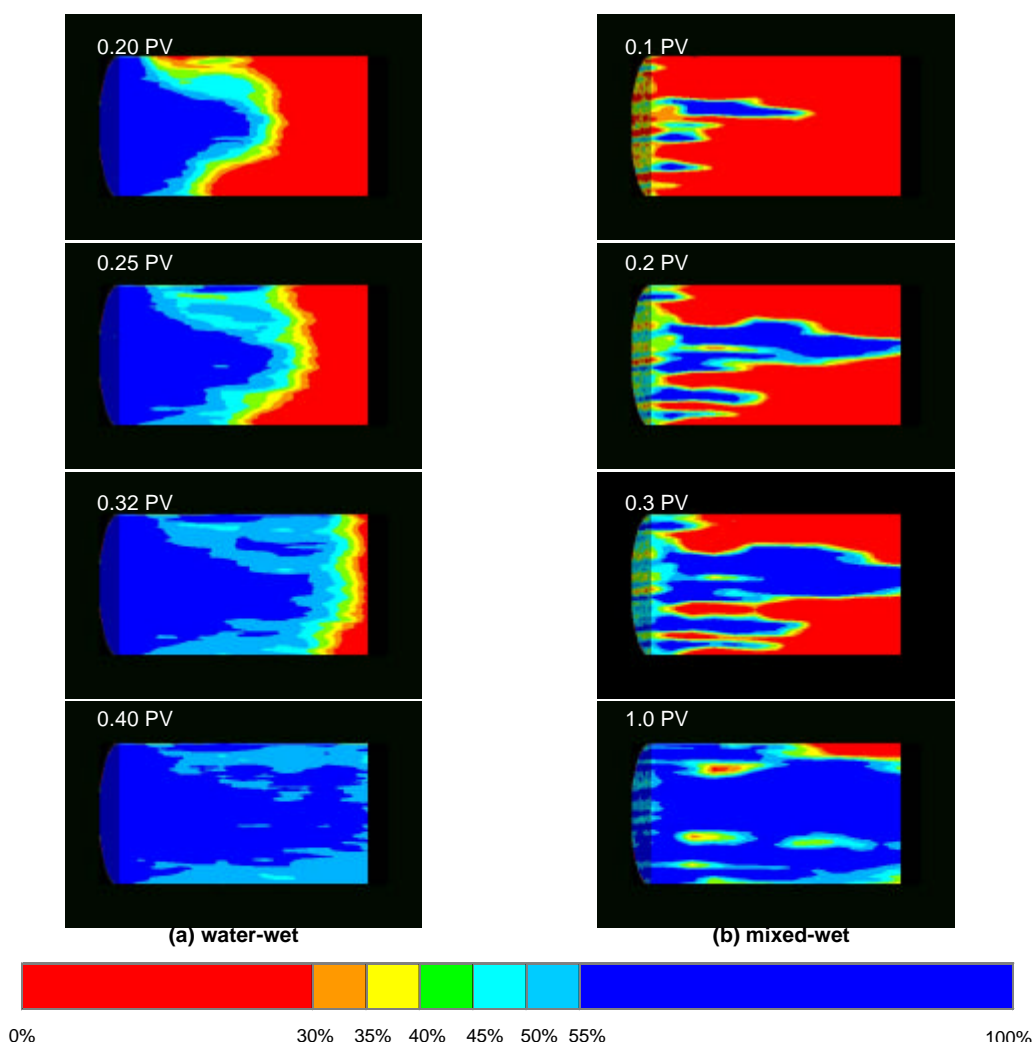 0.20 PV
0.1 PV
0.25 PV
0.2 PV
0.32 PV
0.3 PV
0.40 PV
1.0 PV
(a) water-wet
(b) mixed-wet
0% 30% 35% 40% 45% 50% 55% 100%